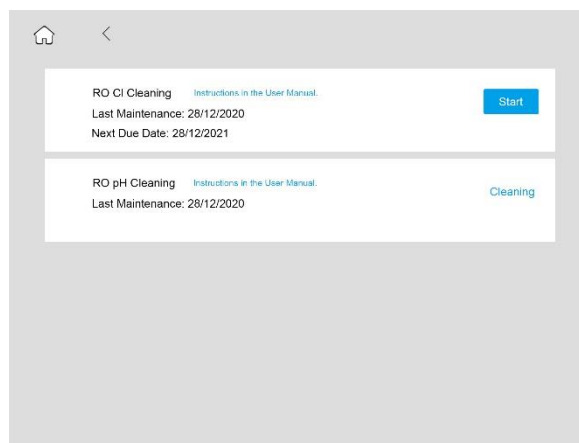 RO Cl Cleaning Instructions in the User Manual.
Last Maintenance: 28/12/2020
Start
Next Due Date: 28/12/2021
RO pH Cleaning Instructions in the User Manual.
Last Maintenance: 28/12/2020
Cleaning